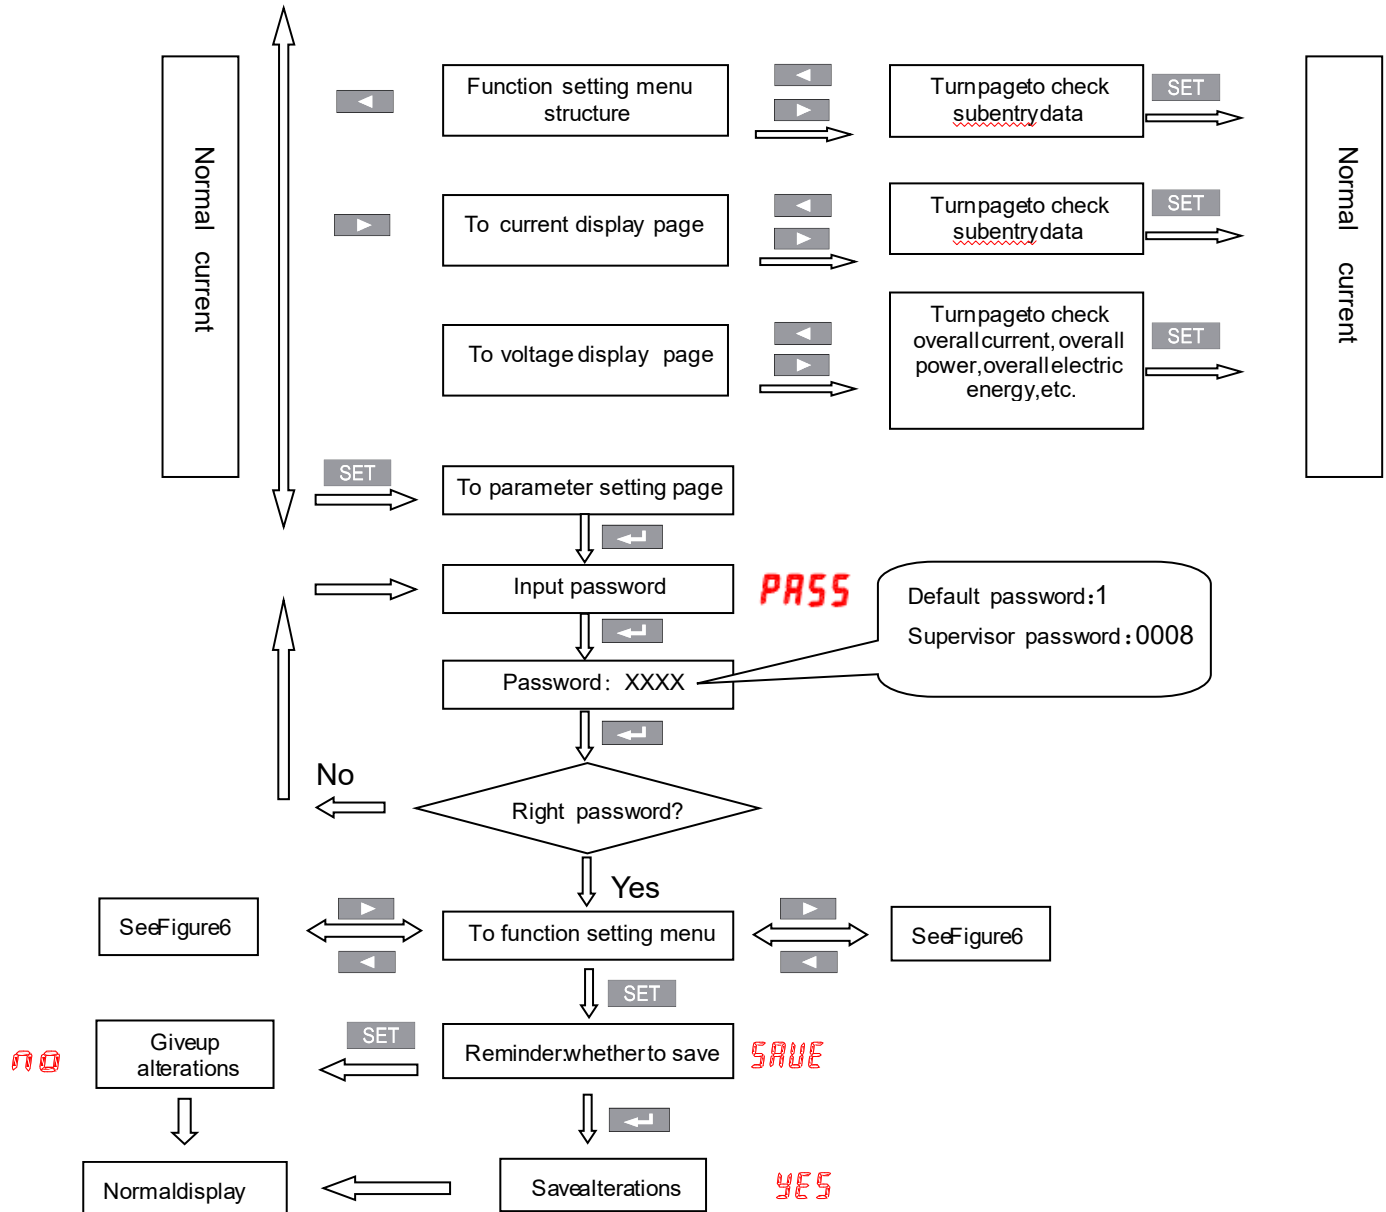 Normal current
Function setting menu
structure
Turnpageto check
subentrydata
SET
Normal current
To current display page
Turnpageto check
subentrydata
SET
To voltage display page
Turnpageto check
overallcurrent, overall
power,overallelectric
energy,etc.
SET
SET
To parameter setting page
Input password
PASS
Default password:1
Supervisor password:0008
Password: XXXX
No
Right password?
Yes
SeeFigure6
To function setting menu
SeeFigure6
SET
no
Giveup
alterations
SET
Reminder:whetherto save
SAVE
Normaldisplay
Savealterations
YES